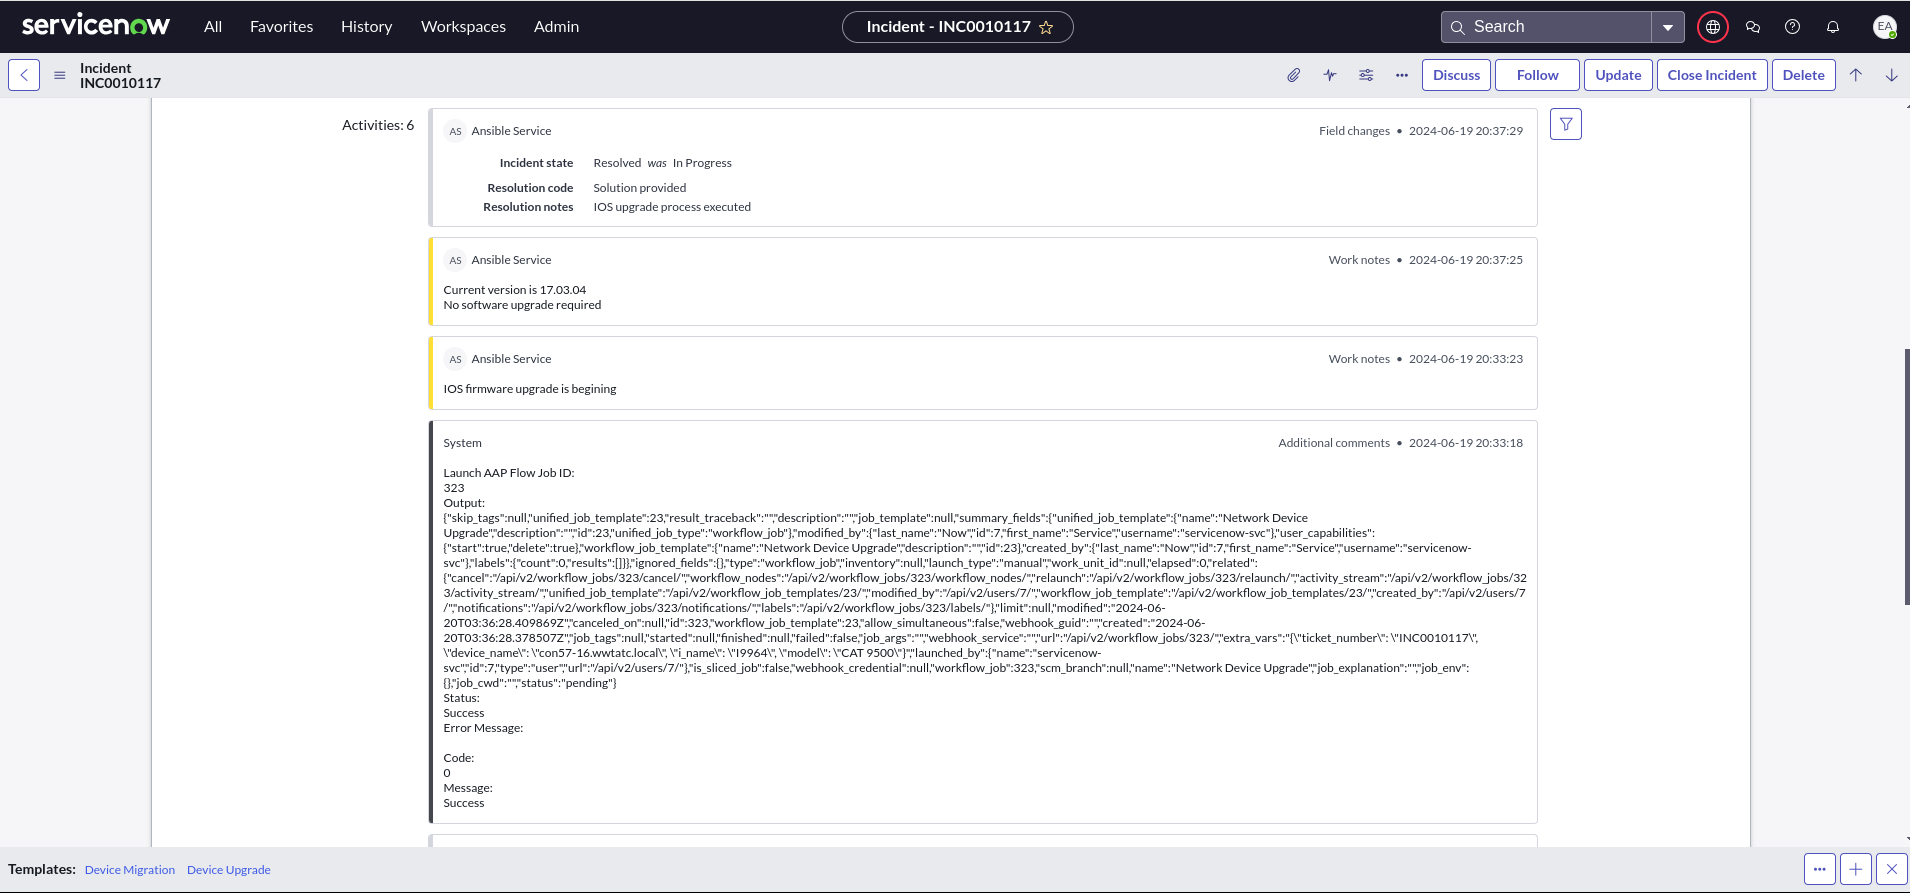 servicenow All Favorites History Workspaces Admin Incident - INC0010117 Search EA
Incident
INC0010117
Discuss Follow Update Close Incident Delete
Activities: 6
AS Ansible Service Field changes • 2024-06-19 20:37:29
Incident state Resolved was In Progress
Resolution code Solution provided
Resolution notes IOS upgrade process executed
AS Ansible Service Work notes • 2024-06-19 20:37:25
Current version is 17.03.04
No software upgrade required
AS Ansible Service Work notes • 2024-06-19 20:33:23
IOS firmware upgrade is begining
System Additional comments • 2024-06-19 20:33:18
Launch AAP Flow Job ID:
323
Output:
{"skip_tags":null,"unified_job_template":23,"result_traceback":"","description":"","job_template":null,"summary_fields":{"unified_job_template":{"name":"Network Device
Upgrade","description":"","id":23,"unified_job_type":"workflow_job"},"modified_by":{"last_name":"Now","id":7,"first_name":"Service","username":"servicenow-svc"},"user_capabilities":
{"start":true,"delete":true},"workflow_job_template":{"name":"Network Device Upgrade","description":"","id":23},"created_by":{"last_name":"Now","id":7,"first_name":"Service","username":"servicenow-
svc"},"labels":{"count":0,"results":[]}},"ignored_fields":{},"type":"workflow_job","inventory":null,"launch_type":"manual","work_unit_id":null,"elapsed":0,"related":
{"cancel":"/api/v2/workflow_jobs/323/cancel/","workflow_nodes":"/api/v2/workflow_jobs/323/workflow_nodes/","relaunch":"/api/v2/workflow_jobs/323/relaunch/","activity_stream":"/api/v2/workflow_jobs/32
3/activity_stream/","unified_job_template":"/api/v2/workflow_job_templates/23/","modified_by":"/api/v2/users/7/","workflow_job_template":"/api/v2/workflow_job_templates/23/","created_by":"/api/v2/users/7
/","notifications":"/api/v2/workflow_jobs/323/notifications/","labels":"/api/v2/workflow_jobs/323/labels/"},"limit":null,"modified":"2024-06-
20T03:36:28.409869Z","canceled_on":null,"id":323,"workflow_job_template":23,"allow_simultaneous":false,"webhook_guid":"","created":"2024-06-
20T03:36:28.378507Z","job_tags":null,"started":null,"finished":null,"failed":false,"job_args":"","webhook_service":"","url":"/api/v2/workflow_jobs/323/","extra_vars":"{\"ticket_number\": \"INC0010117\",
\"device_name\": \"con57-16.wwtatc.local\", \"i_name\": \"I9964\", \"model\": \"CAT 9500\"}","launched_by":{"name":"servicenow-
svc","id":7,"type":"user","url":"/api/v2/users/7/"},"is_sliced_job":false,"webhook_credential":null,"workflow_job":323,"scm_branch":null,"name":"Network Device Upgrade","job_explanation":"","job_env":
{},"job_cwd":"","status":"pending"}
Status:
Success
Error Message:
Code:
0
Message:
Success
Templates: Device Migration Device Upgrade